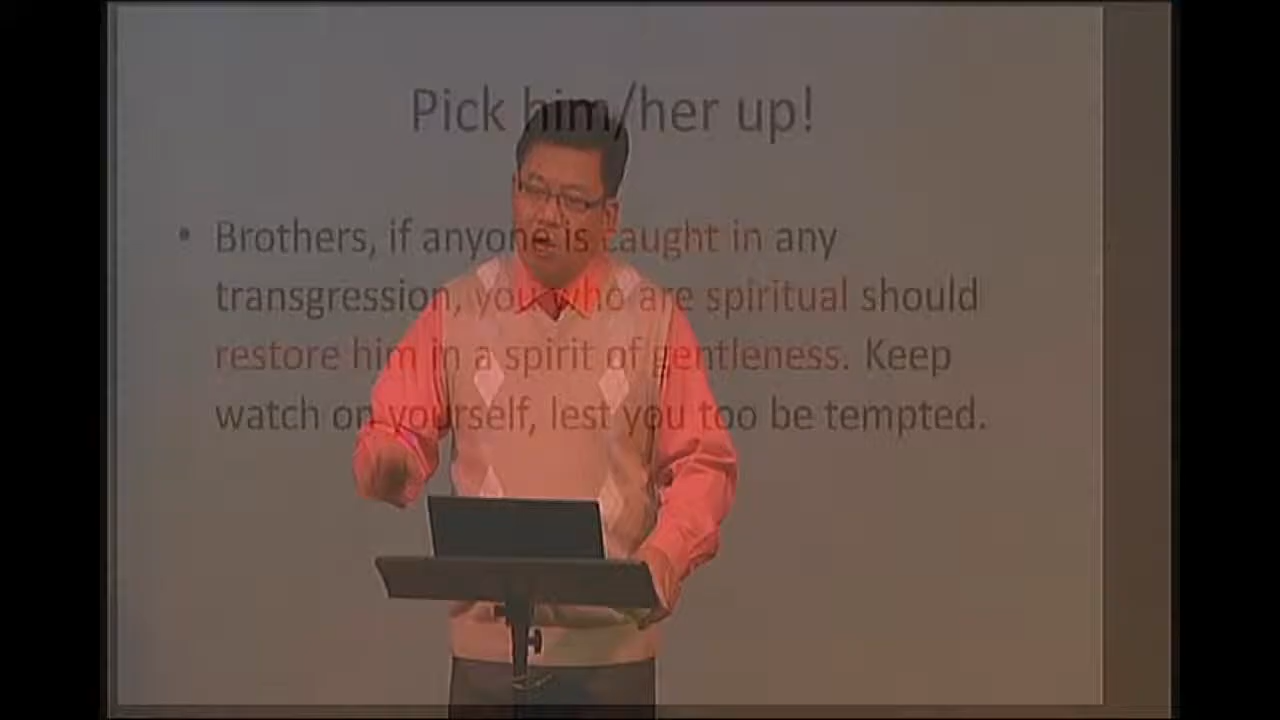 Pick him/her up!
• Brothers, if anyone is caught in any
transgression, you who are spiritual should
restore him in a spirit of gentleness. Keep
watch on yourself, lest you too be tempted.